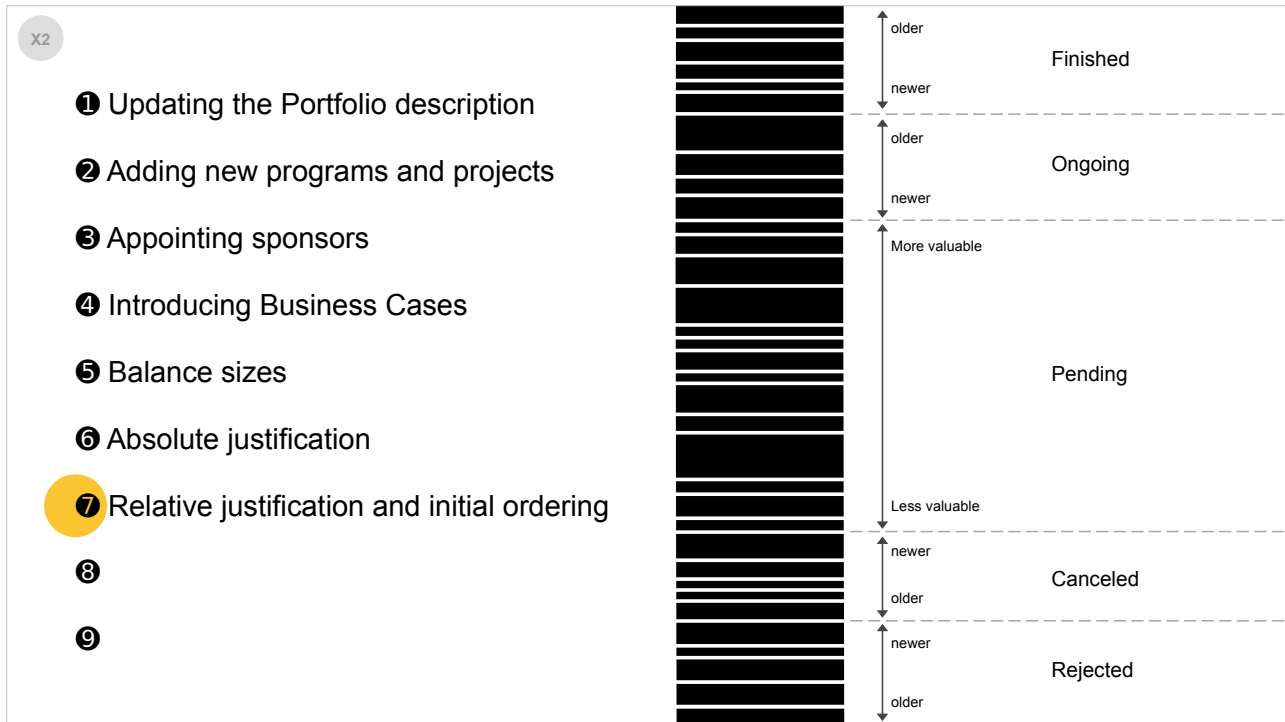 X2
❶ Updating the Portfolio description
❷ Adding new programs and projects
❸ Appointing sponsors
❹ Introducing Business Cases
❺ Balance sizes
❻ Absolute justification
❼ Relative justification and initial ordering
❽
❾
older
Finished
newer
older
Ongoing
newer
More valuable
Pending
Less valuable
newer
Canceled
older
newer
Rejected
older